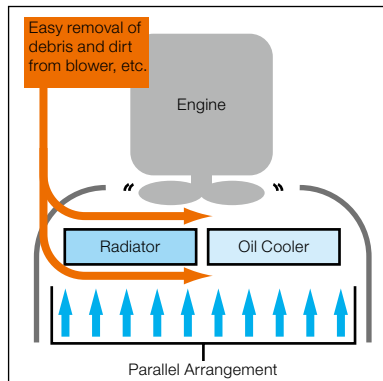 Easy removal of
debris and dirt
from blower, etc.
Engine
Radiator
Oil Cooler
Parallel Arrangement